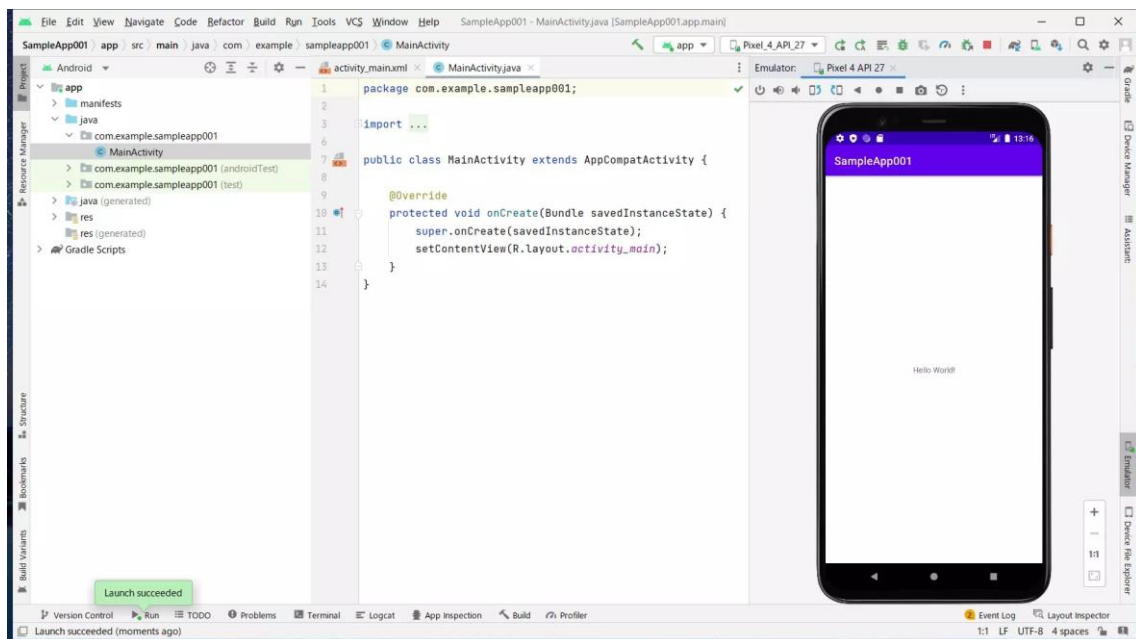 File Edit View Navigate Code Refactor Build Run Tools VCS Window Help SampleApp001 - MainActivity.java [SampleApp001.app.main]
SampleApp001 app src main java com example sampleapp001 MainActivity app Pixel_4_API_27
Project
Android
app
manifests
java
com.example.sampleapp001
MainActivity
com.example.sampleapp001 (androidTest)
com.example.sampleapp001 (test)
java (generated)
res
res (generated)
Gradle Scripts
Resource Manager
Structure
Bookmarks
Build Variants
activity_main.xml MainActivity.java
1 package com.example.sampleapp001;
2
3 import ...
6
7 public class MainActivity extends AppCompatActivity {
8
9 @Override
10 protected void onCreate(Bundle savedInstanceState) {
11 super.onCreate(savedInstanceState);
12 setContentView(R.layout.activity_main);
13 }
14 }
Emulator: Pixel 4 API 27
13:16
SampleApp001
Hello World!
1:1
Gradle
Device Manager
Assistant:
Emulator
Device File Explorer
Launch succeeded
Version Control Run TODO Problems Terminal Logcat App Inspection Build Profiler 2 Event Log Layout Inspector
Launch succeeded (moments ago) 1:1 LF UTF-8 4 spaces